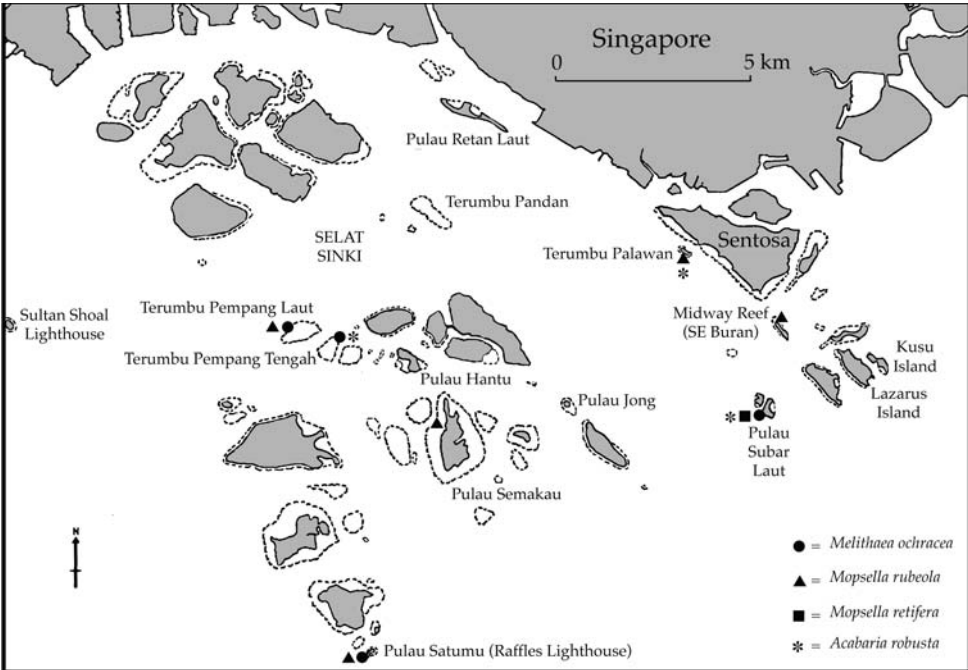 Singapore
0 5 km
Pulau Retan Laut
Terumbu Pandan
SELAT
SINKI
Sentosa
Terumbu Palawan
Sultan Shoal
Lighthouse
Terumbu Pempang Laut
Midway Reef
(SE Buran)
Terumbu Pempang Tengah
Kusu
Island
Pulau Hantu
Lazarus
Island
Pulau Jong
Pulau
Subar
Laut
Pulau Semakau
N
= Melithaea ochracea
= Mopsella rubeola
= Mopsella retifera
= Acabaria robusta
Pulau Satumu (Raffles Lighthouse)